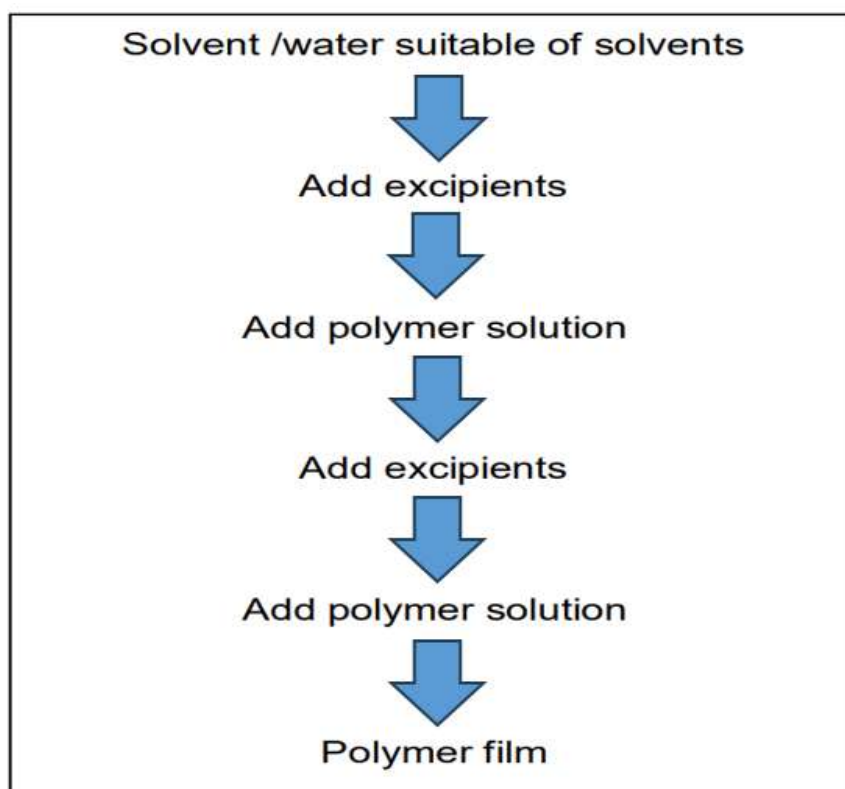 Solvent /water suitable of solvents
Add excipients
Add polymer solution
Add excipients
Add polymer solution
Polymer film